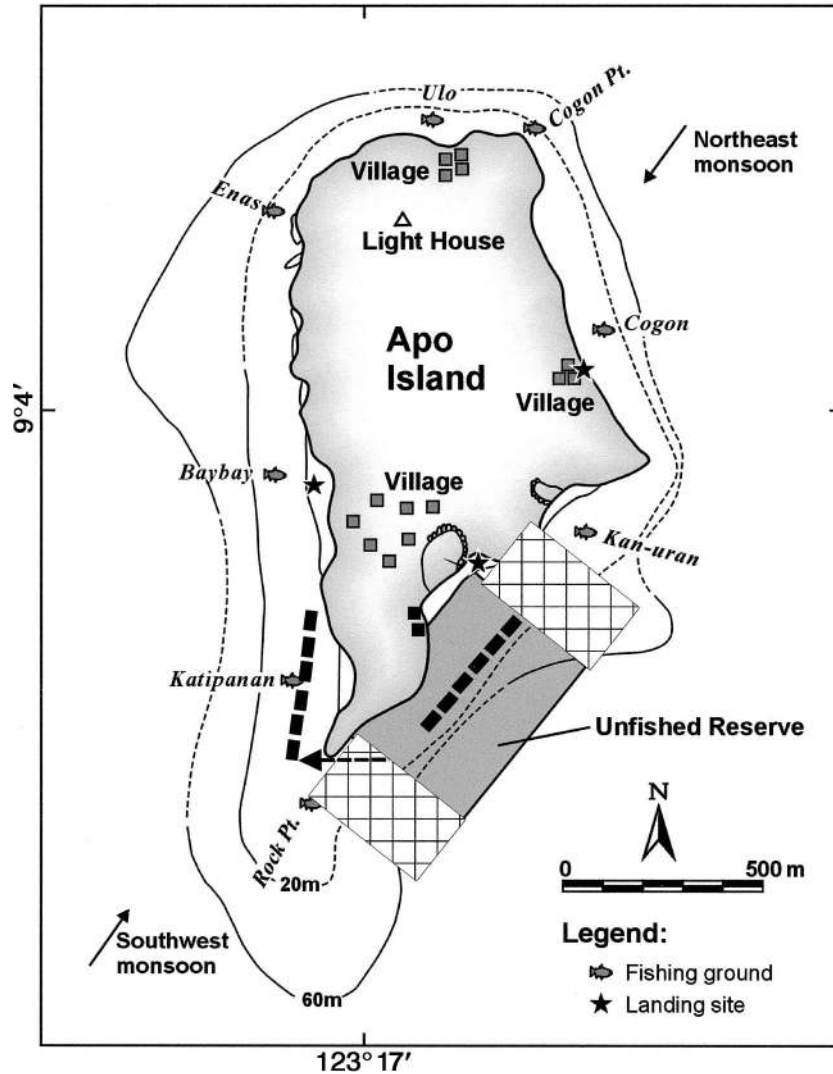 Ulo
Cogon Pt.
Northeast
monsoon
Village
Enas
Light House
Cogon
Apo
Island
9°4′
Village
Baybay
Village
Kan-uran
Katipanan
Unfished Reserve
N
Rock Pt.
0 500 m
20m
Southwest
monsoon
60m
Legend:
Fishing ground
Landing site
123° 17′